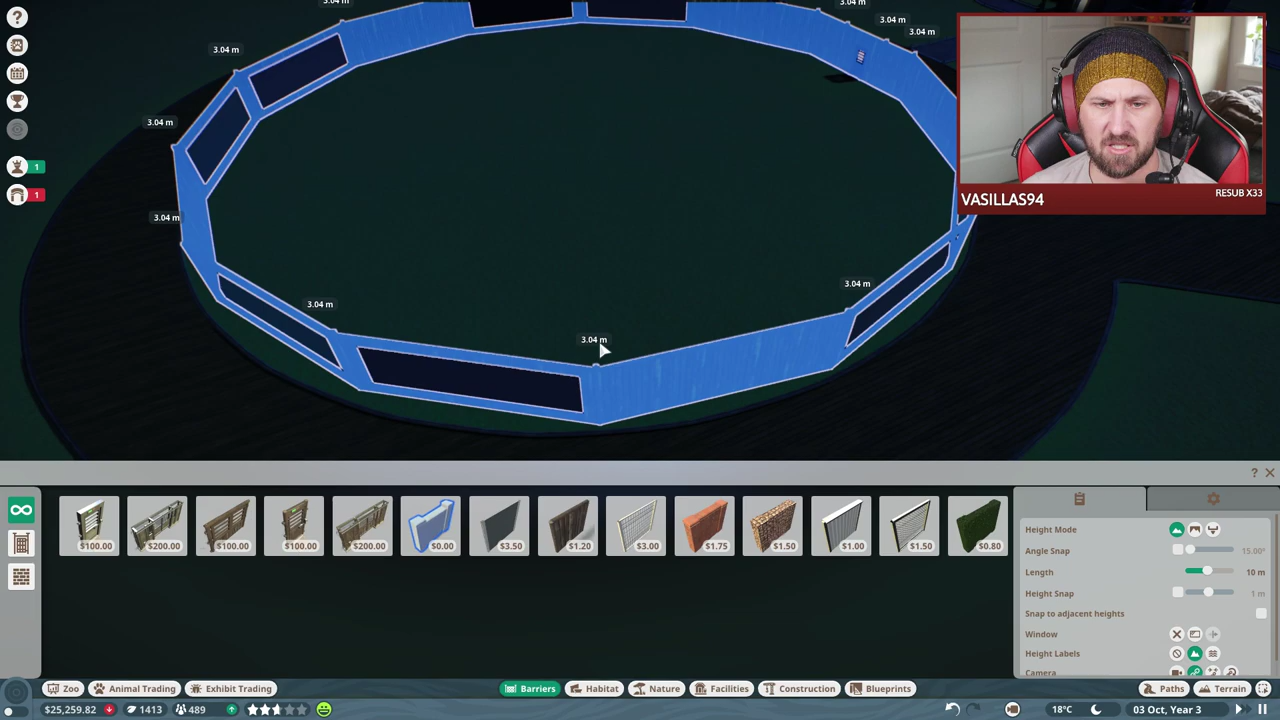 3.04 m
3.04 m
3.04 m
3.04 m
3.04 m
3.04 m
3.04 m
3.04 m
3.04 m
3.04 m
?
1
1
VASILLAS94
RESUB X33
?
$100.00
$200.00
$100.00
$100.00
$200.00
$0.00
$3.50
$1.20
$3.00
$1.75
$1.50
$1.00
$1.50
$0.80
Height Mode
Angle Snap
15.00°
Length
10 m
Height Snap
1 m
Snap to adjacent heights
Window
Height Labels
Camera
Zoo
Animal Trading
Exhibit Trading
Barriers
Habitat
Nature
Facilities
Construction
Blueprints
Paths
Terrain
$25,259.82
1413
489
18°C
03 Oct, Year 3